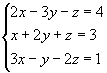 2x − 3y − z = 4
x + 2y + z = 3
3x − y − 2z = 1